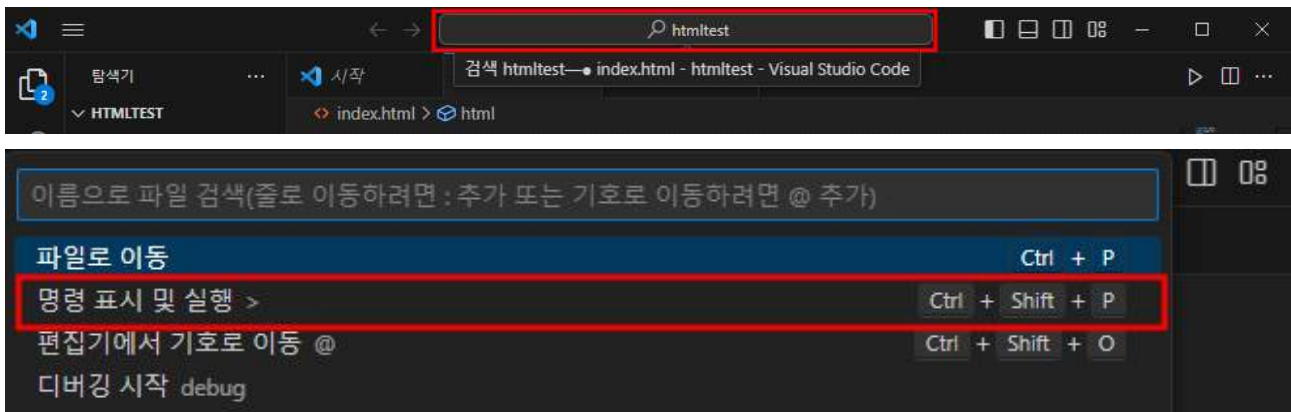 htmltest
탐색기 ··· 시작
검색 htmltest—● index.html - htmltest - Visual Studio Code
2
HTMLTEST index.html > html
이름으로 파일 검색(줄로 이동하려면 : 추가 또는 기호로 이동하려면 @ 추가)
파일로 이동 Ctrl + P
명령 표시 및 실행 > Ctrl + Shift + P
편집기에서 기호로 이동 @ Ctrl + Shift + O
디버깅 시작 debug